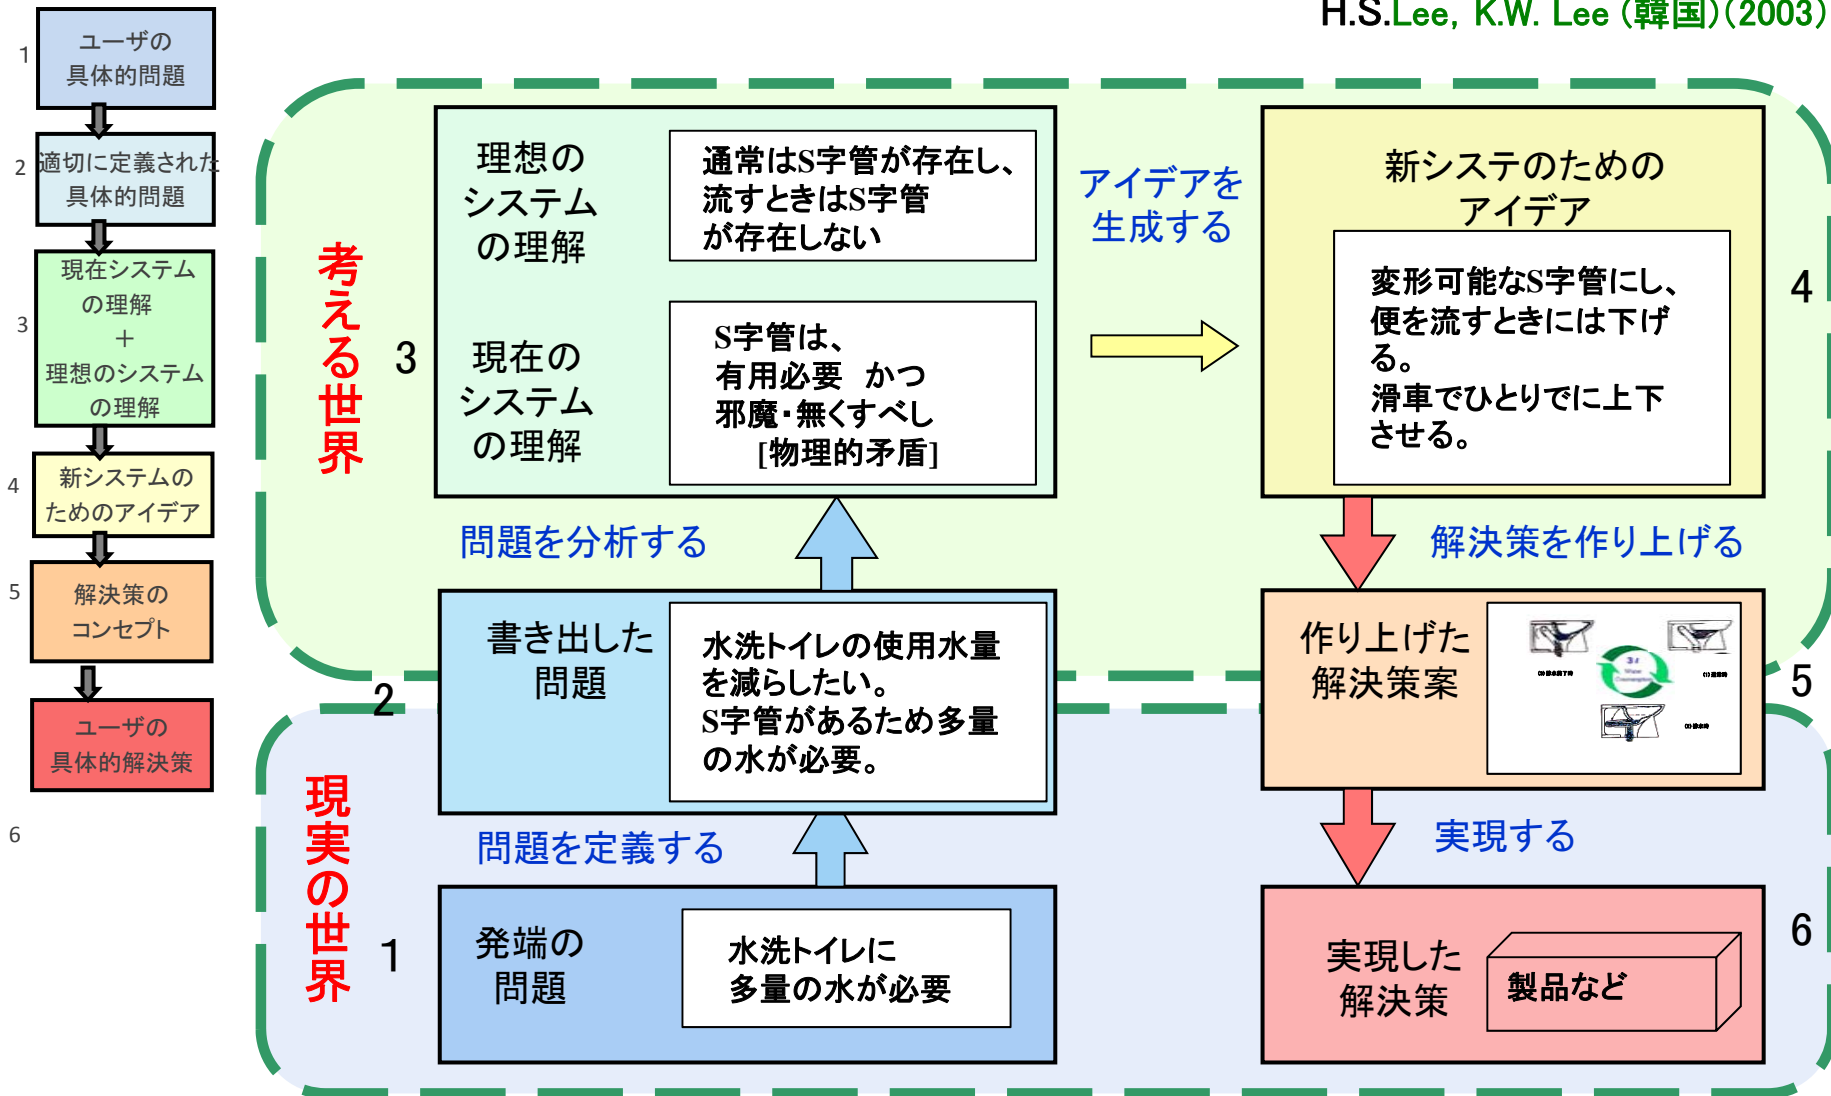 H.S.Lee, K.W. Lee (韓国)(2003)
1
ユーザの
具体的問題
2
適切に定義された
具体的問題
3
現在システム
の理解
+
理想のシステム
の理解
4
新システムの
ためのアイデア
5
解決策の
コンセプト
ユーザの
具体的解決策
6
考える世界
3
理想の
システム
の理解
通常はS字管が存在し、
流すときはS字管
が存在しない
現在の
システム
の理解
S字管は、
有用必要 かつ
邪魔・無くすべし
[物理的矛盾]
アイデアを
生成する
新システのための
アイデア
変形可能なS字管にし、
便を流すときには下げ
る。
滑車でひとりでに上下
させる。
4
問題を分析する
解決策を作り上げる
2
書き出した
問題
水洗トイレの使用水量
を減らしたい。
S字管があるため多量
の水が必要。
作り上げた
解決策案
5
現実の世界
問題を定義する
実現する
1
発端の
問題
水洗トイレに
多量の水が必要
実現した
解決策
製品など
6